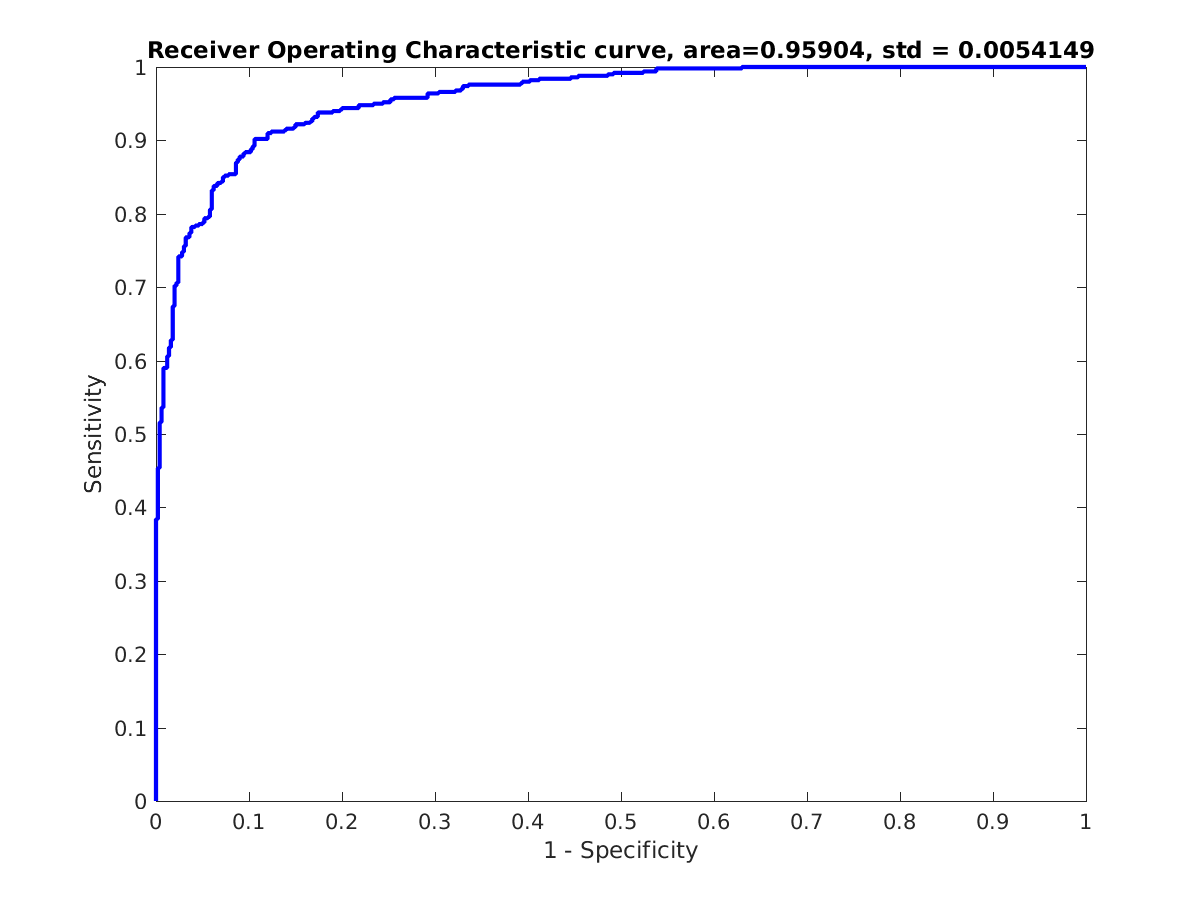 Receiver Operating Characteristic curve, area=0.95904, std = 0.0054149
1
0.9
0.8
0.7
0.6
0.5
0.4
0.3
0.2
0.1
0
Sensitivity
0 0.1 0.2 0.3 0.4 0.5 0.6 0.7 0.8 0.9 1
1 - Specificity